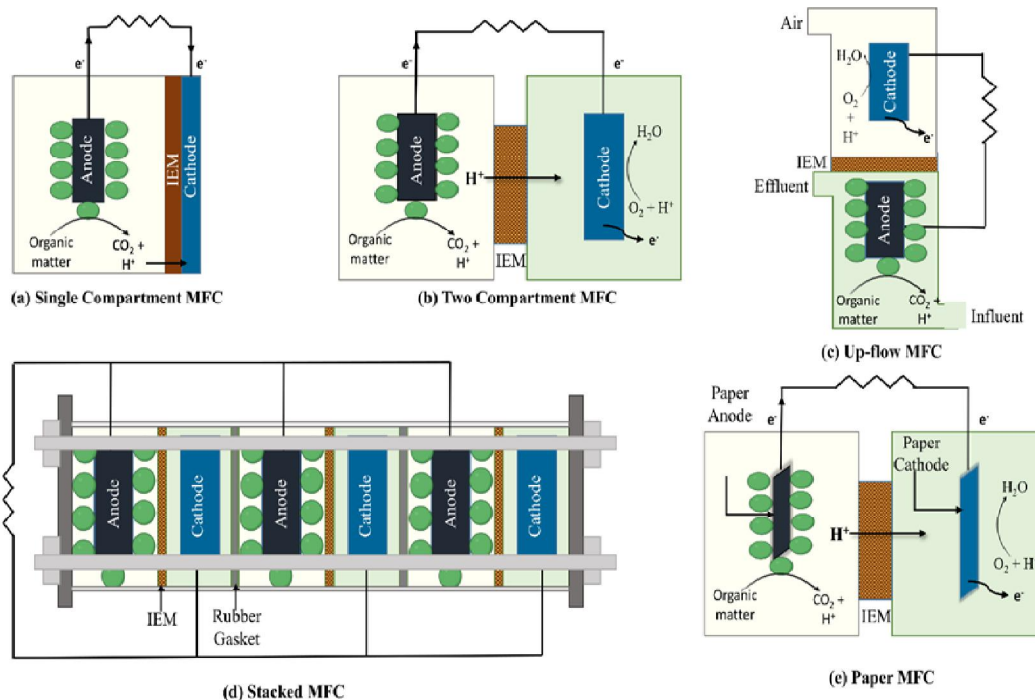 e⁻
e⁻
Anode
IEM
Cathode
Organic
matter
CO₂ +
H⁺
(a) Single Compartment MFC
e⁻
e⁻
Anode
H⁺
Cathode
H₂O
O₂ + H⁺
e⁻
Organic
matter
CO₂ +
H⁺
IEM
(b) Two Compartment MFC
Air
H₂O
O₂
+
H⁺
Cathode
e⁻
IEM
Effluent
Anode
Organic
matter
CO₂ +
H⁺
Influent
(c) Up-flow MFC
Anode
Cathode
Anode
Cathode
Anode
Cathode
IEM
Rubber
Gasket
(d) Stacked MFC
Paper
Anode
e⁻
e⁻
Paper
Cathode
H₂O
H⁺
O₂ + H
e⁻
Organic
matter
CO₂ +
H⁺
IEM
(e) Paper MFC